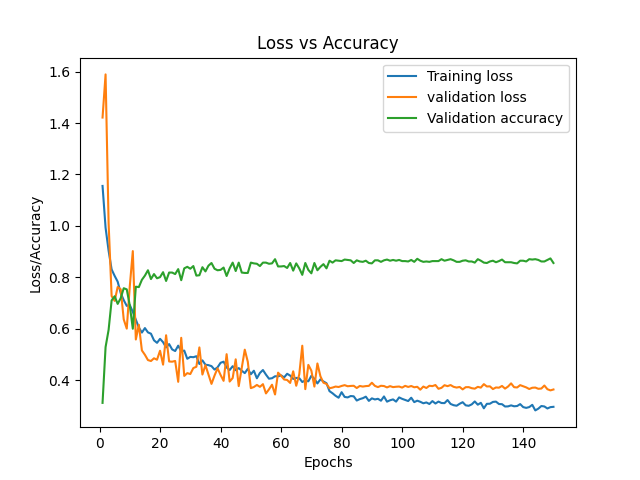 Loss vs Accuracy
Training loss
validation loss
Validation accuracy
1.6
1.4
1.2
1.0
0.8
0.6
0.4
Loss/Accuracy
0 20 40 60 80 100 120 140
Epochs